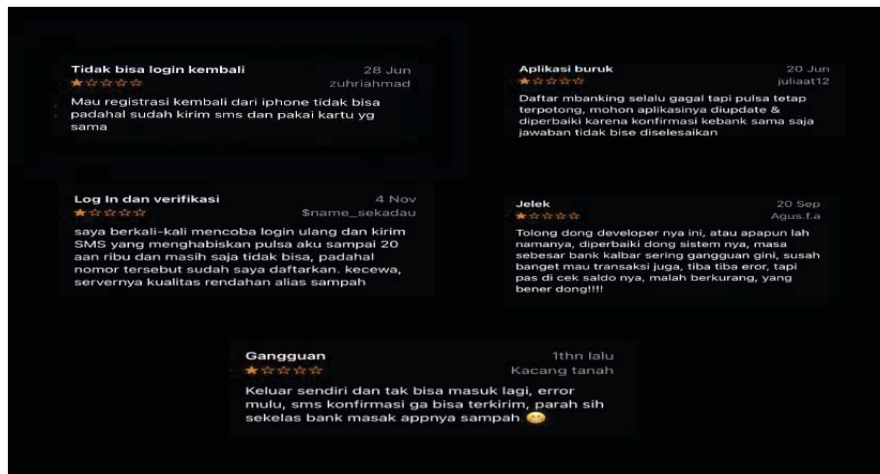 Tidak bisa login kembali
28 Jun
zuhriahmad
Mau registrasi kembali dari iphone tidak bisa
padahal sudah kirim sms dan pakai kartu yg
sama
Aplikasi buruk
20 Jun
juliaat12
Daftar mbanking selalu gagal tapi pulsa tetap
terpotong, mohon aplikasinya diupdate &
diperbaiki karena konfirmasi kebank sama saja
jawaban tidak bise diselesaikan
Log In dan verifikasi
4 Nov
$name_sekadau
saya berkali-kali mencoba login ulang dan kirim
SMS yang menghabiskan pulsa aku sampai 20
aan ribu dan masih saja tidak bisa, padahal
nomor tersebut sudah saya daftarkan. kecewa,
servernya kualitas rendahan alias sampah
Jelek
20 Sep
Agus.f.a
Tolong dong developer nya ini, atau apapun lah
namanya, diperbaiki dong sistem nya, masa
sebesar bank kalbar sering gangguan gini, susah
banget mau transaksi juga, tiba tiba eror, tapi
pas di cek saldo nya, malah berkurang, yang
bener dong!!!!
Gangguan
1thn lalu
Kacang tanah
Keluar sendiri dan tak bisa masuk lagi, error
mulu, sms konfirmasi ga bisa terkirim, parah sih
sekelas bank masak appnya sampah 🤭